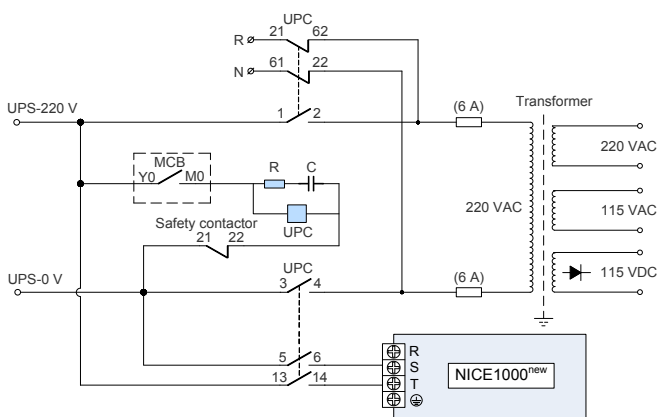 UPC
R 21 62
N 61 22
UPS-220 V 1 2 (6 A) Transformer
220 VAC
MCB
Y0 M0 R C
220 VAC 115 VAC
Safety contactor
21 22 UPC
UPS-0 V UPC (6 A) 115 VDC
3 4
5 6 R
S
13 14 T
NICE1000new